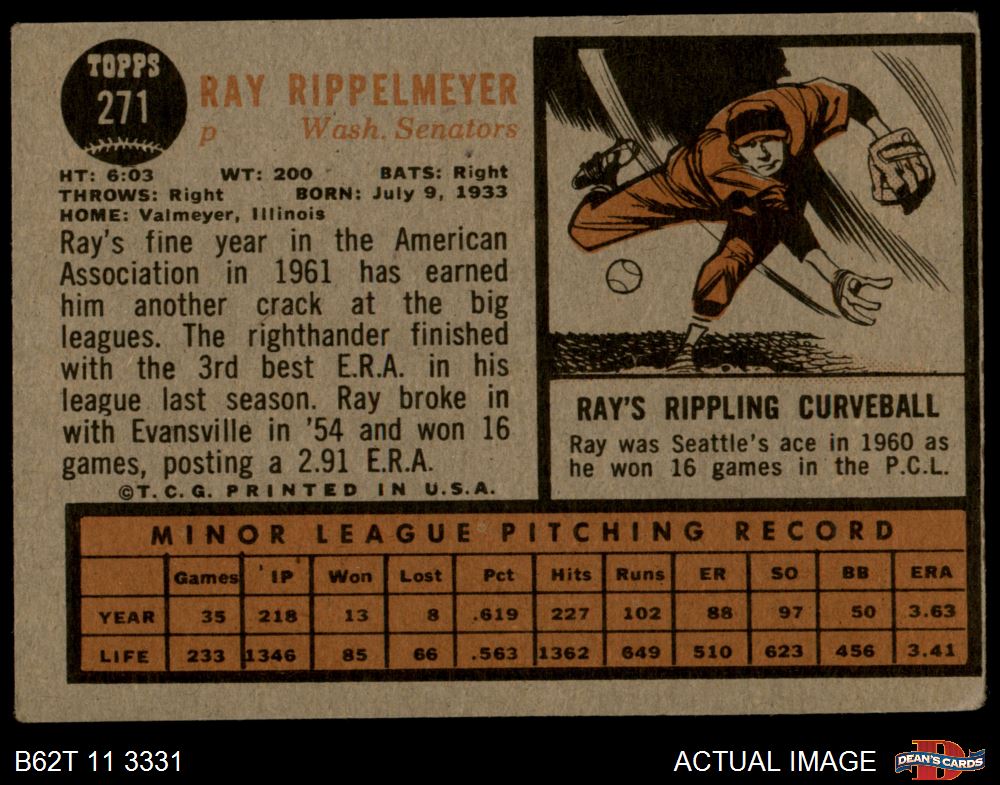 TOPPS
271
RAY RIPPELMEYER
p Wash. Senators
HT: 6:03 WT: 200 BATS: Right
THROWS: Right BORN: July 9, 1933
HOME: Valmeyer, Illinois
Ray's fine year in the American
Association in 1961 has earned
him another crack at the big
leagues. The righthander finished
with the 3rd best E.R.A. in his
league last season. Ray broke in
with Evansville in '54 and won 16
games, posting a 2.91 E.R.A.
©T.C.G. PRINTED IN U.S.A.
RAY'S RIPPLING CURVEBALL
Ray was Seattle's ace in 1960 as
he won 16 games in the P.C.L.
MINOR LEAGUE PITCHING RECORD
Games IP Won Lost Pct Hits Runs ER SO BB ERA
YEAR 35 218 13 8 .619 227 102 88 97 50 3.63
LIFE 233 1346 85 66 .563 1362 649 510 623 456 3.41
B62T 11 3331 ACTUAL IMAGE DEAN'S CARDS